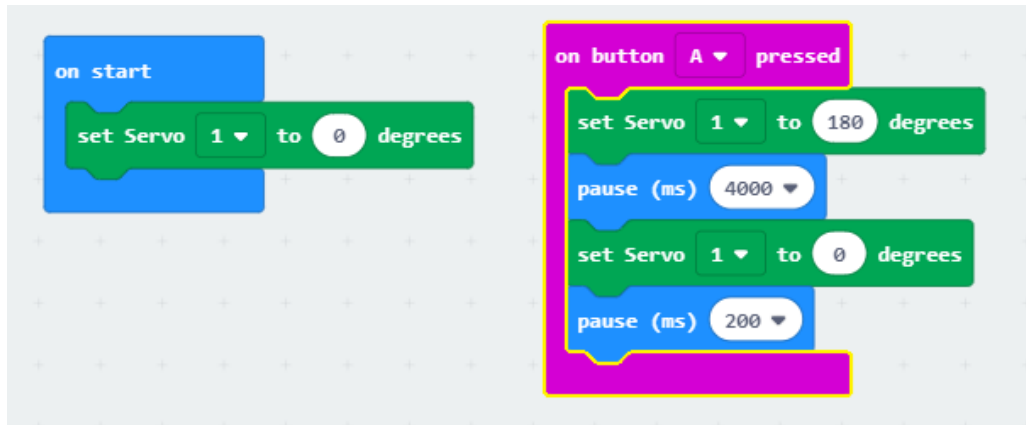 on start
set Servo 1 to 0 degrees
on button A pressed
set Servo 1 to 180 degrees
pause (ms) 4000
set Servo 1 to 0 degrees
pause (ms) 200